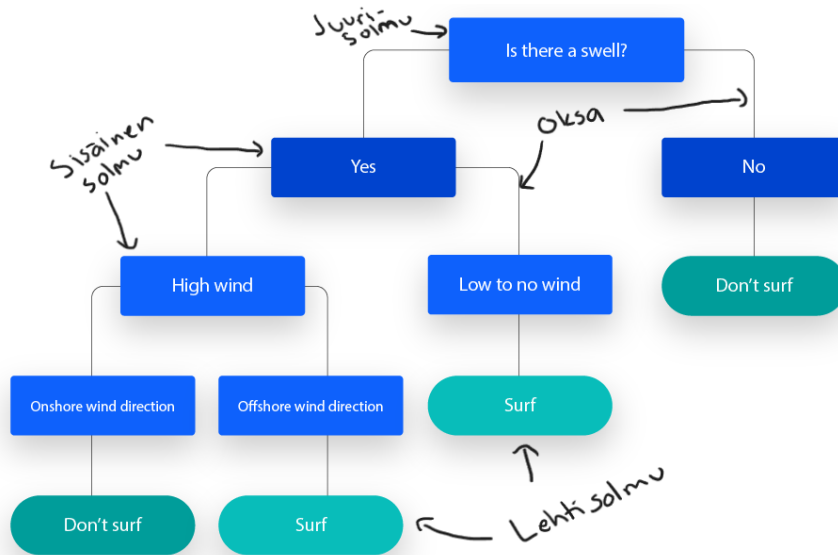 Juuri-
solmu
Is there a swell?
Oksa
Sisäinen
solmu
Yes
No
High wind
Low to no wind
Don't surf
Onshore wind direction
Offshore wind direction
Surf
Don't surf
Surf
Lehtisolmu